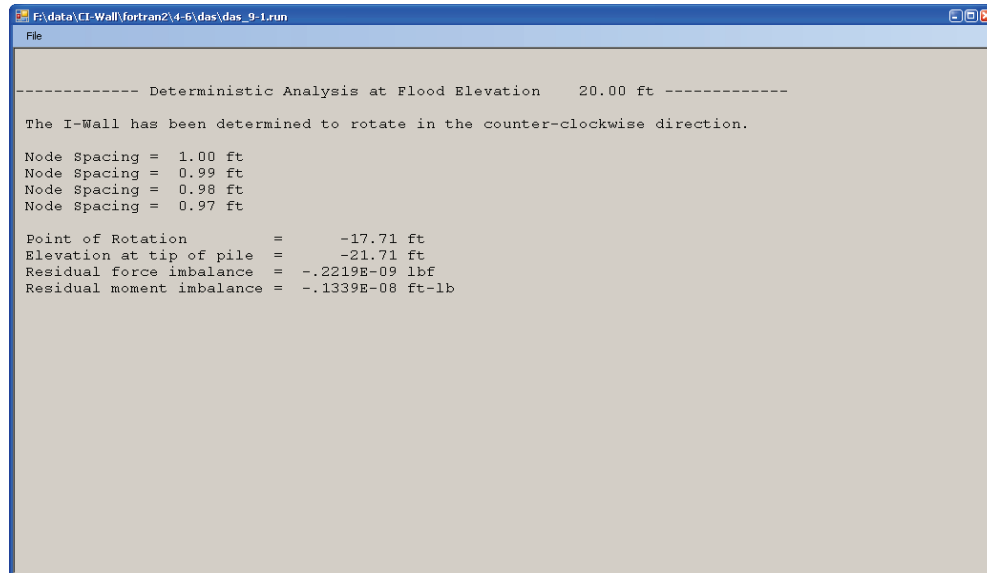 F:\data\CI-Wall\fortran2\4-6\das\das_9-1.run
File
------------- Deterministic Analysis at Flood Elevation    20.00 ft -------------
The I-Wall has been determined to rotate in the counter-clockwise direction.
Node Spacing =  1.00 ft
Node Spacing =  0.99 ft
Node Spacing =  0.98 ft
Node Spacing =  0.97 ft
Point of Rotation         =      -17.71 ft
Elevation at tip of pile  =      -21.71 ft
Residual force imbalance  =  -.2219E-09 lbf
Residual moment imbalance =  -.1339E-08 ft-lb